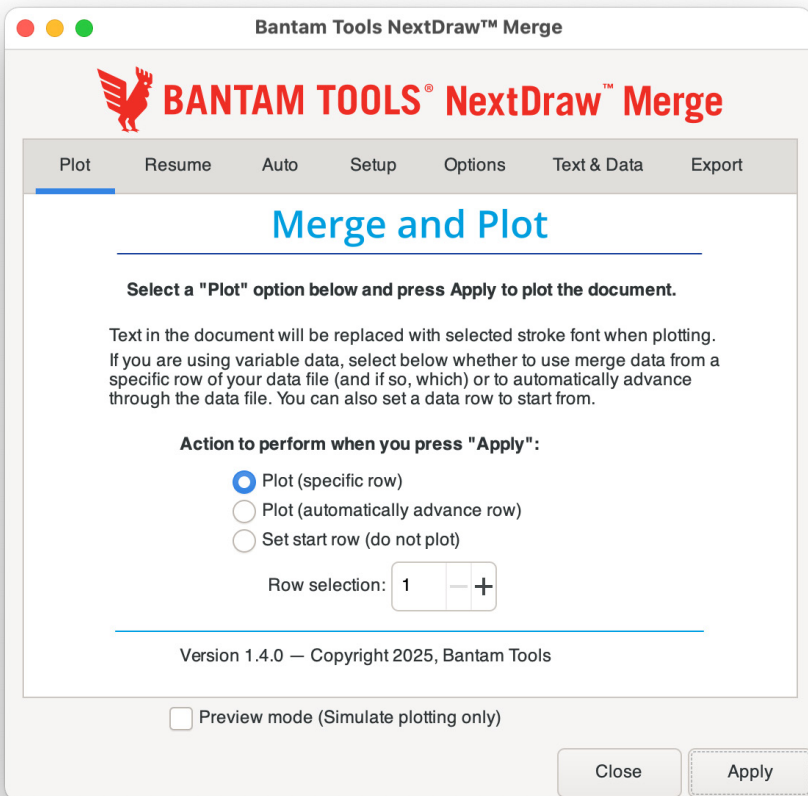 Bantam Tools NextDraw™ Merge
BANTAM TOOLS® NextDraw™ Merge
Plot Resume Auto Setup Options Text & Data Export
Merge and Plot
Select a "Plot" option below and press Apply to plot the document.
Text in the document will be replaced with selected stroke font when plotting.
If you are using variable data, select below whether to use merge data from a
specific row of your data file (and if so, which) or to automatically advance
through the data file. You can also set a data row to start from.
Action to perform when you press "Apply":
Plot (specific row)
Plot (automatically advance row)
Set start row (do not plot)
Row selection: 1 − +
Version 1.4.0 — Copyright 2025, Bantam Tools
Preview mode (Simulate plotting only)
Close Apply